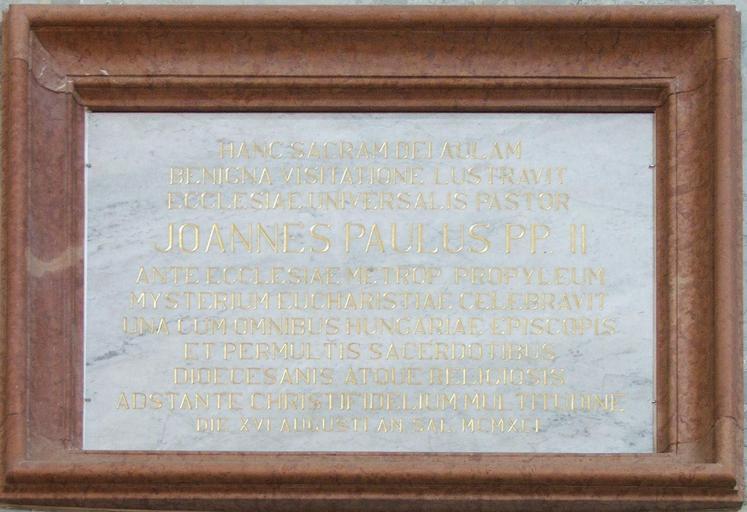 HANC SACRAM DEI AULAM
BENIGNA VISITATIONE LUSTRAVIT
ECCLESIAE UNIVERSALIS PASTOR
JOANNES PAULUS PP. II
ANTE ECCLESIAE METROP. PROPYLEUM
MYSTERIUM EUCHARISTIAE CELEBRAVIT
UNA CUM OMNIBUS HUNGARIAE EPISCOPIS
ET PERMULTIS SACERDOTIBUS
DIOECESANIS ATQUE RELIGIOSIS
ADSTANTE CHRISTIFIDELIUM MULTITUDINE
DIE XVI AUGUSTI AN. SAL. MCMXCI.